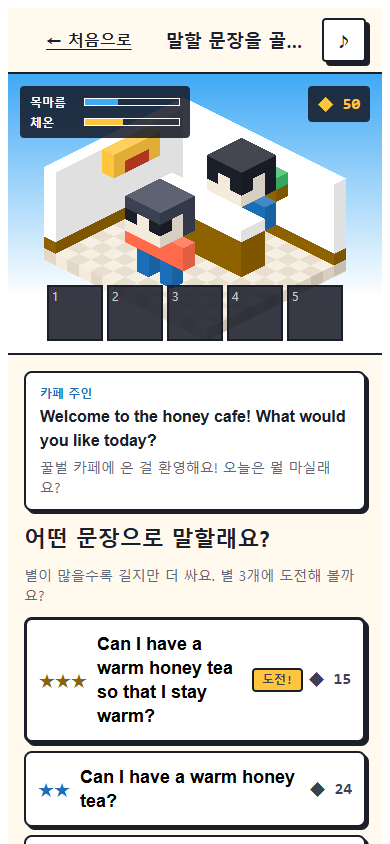 ← 처음으로
말할 문장을 골...
♪
목마름
체온
◆ 50
1 2 3 4 5
카페 주인
Welcome to the honey cafe! What would
you like today?
꿀벌 카페에 온 걸 환영해요! 오늘은 뭘 마실래
요?
어떤 문장으로 말할래요?
별이 많을수록 길지만 더 싸요. 별 3개에 도전해 볼까
요?
Can I have a
warm honey tea
so that I stay
warm?
★★★
도전!
◆ 15
★★
Can I have a warm honey
tea?
◆ 24